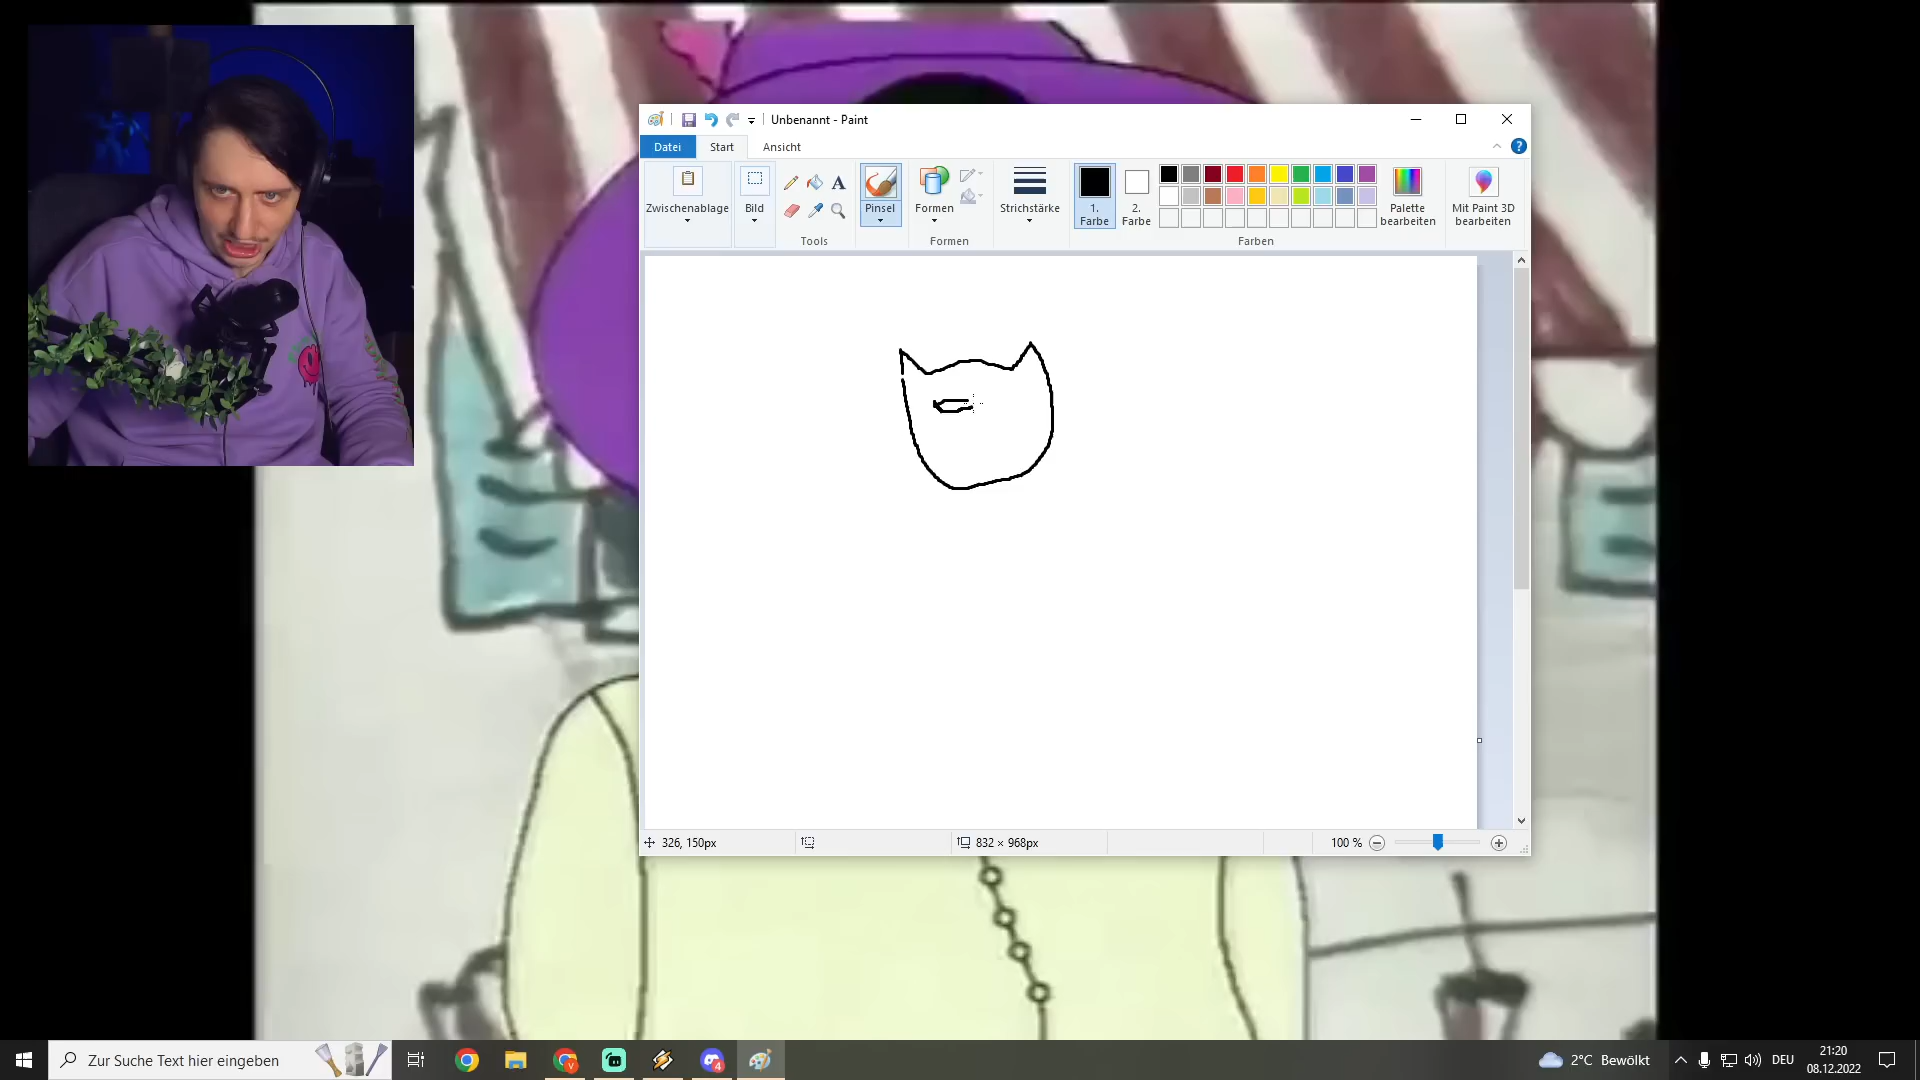 Unbenannt - Paint
Datei Start Ansicht
Zwischenablage
Bild
A
Tools
Pinsel
Formen
Formen
Strichstärke
1. Farbe
2. Farbe
Farben
Palette bearbeiten
Mit Paint 3D bearbeiten
326, 150px
832 × 968px
100 %
Zur Suche Text hier eingeben
V
4
2°C Bewölkt
DEU
21:20
08.12.2022